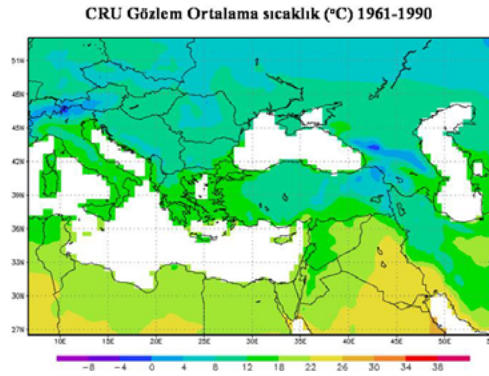 CRU Gözlem Ortalama sıcaklık (°C) 1961-1990
51N
48N
45N
42N
39N
36N
33N
30N
27N
10E 15E 20E 25E 30E 35E 40E 45E 50E
-8 -4 0 4 8 12 18 22 26 30 34 38